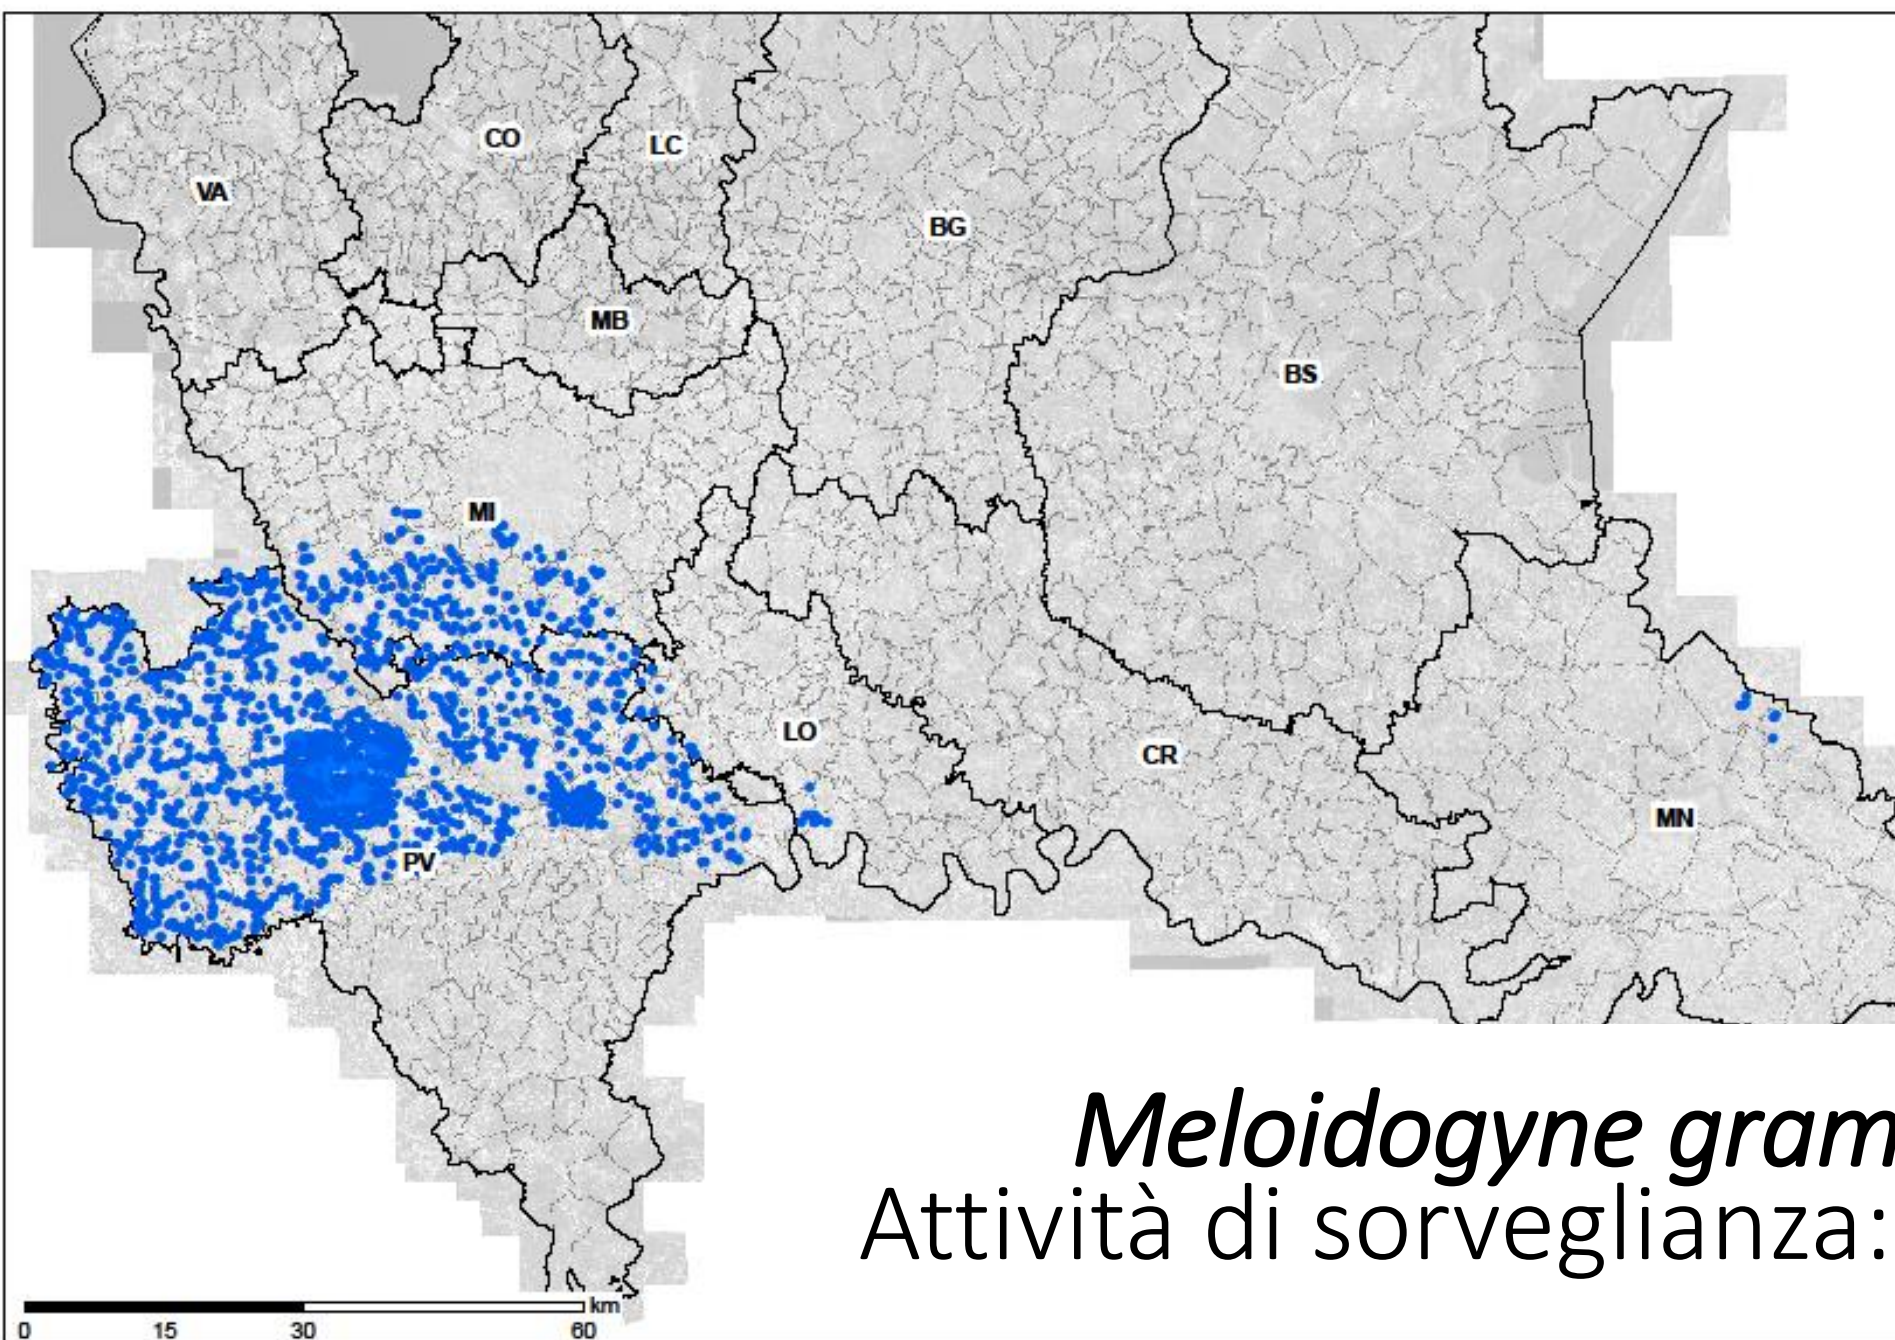 CO
LC
VA
BG
MB
BS
MI
LO
CR
MN
PV
Meloidogyne gram
Attività di sorveglianza:
km
0 15 30 60